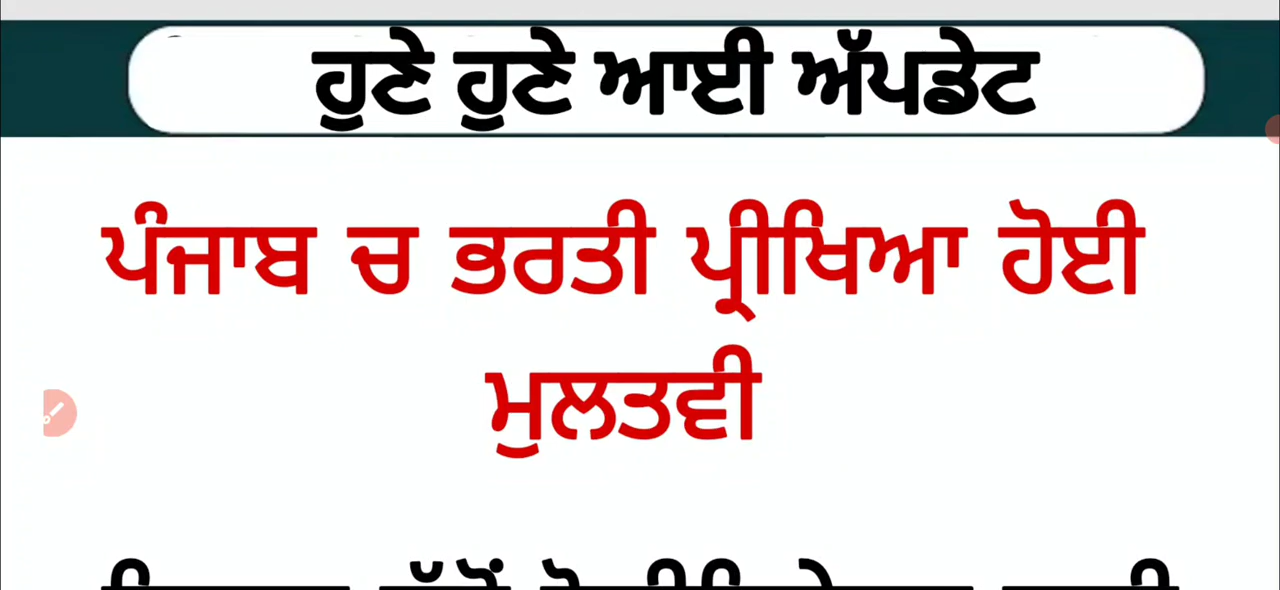 ਹੁਣੇ ਹੁਣੇ ਆਈ ਅੱਪਡੇਟ
ਪੰਜਾਬ ਚ ਭਰਤੀ ਪ੍ਰੀਖਿਆ ਹੋਈ
ਮੁਲਤਵੀ